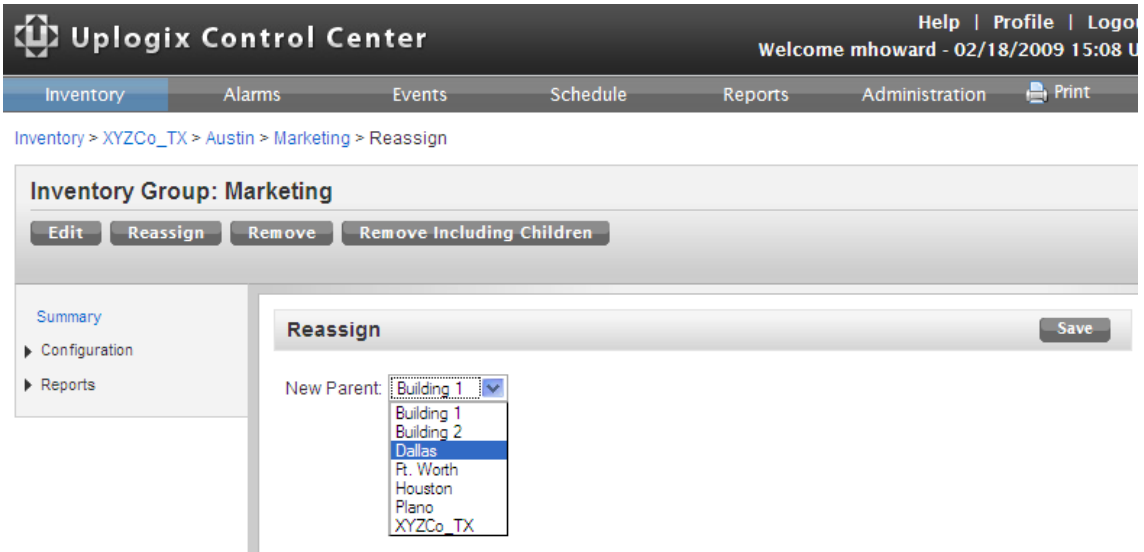 Uplogix Control Center
Help | Profile | Logou
Welcome mhoward - 02/18/2009 15:08 U
Inventory Alarms Events Schedule Reports Administration Print
Inventory > XYZCo_TX > Austin > Marketing > Reassign
Inventory Group: Marketing
Edit Reassign Remove Remove Including Children
Summary
Configuration
Reports
Reassign
Save
New Parent: Building 1
Building 1
Building 2
Dallas
Ft. Worth
Houston
Plano
XYZCo_TX